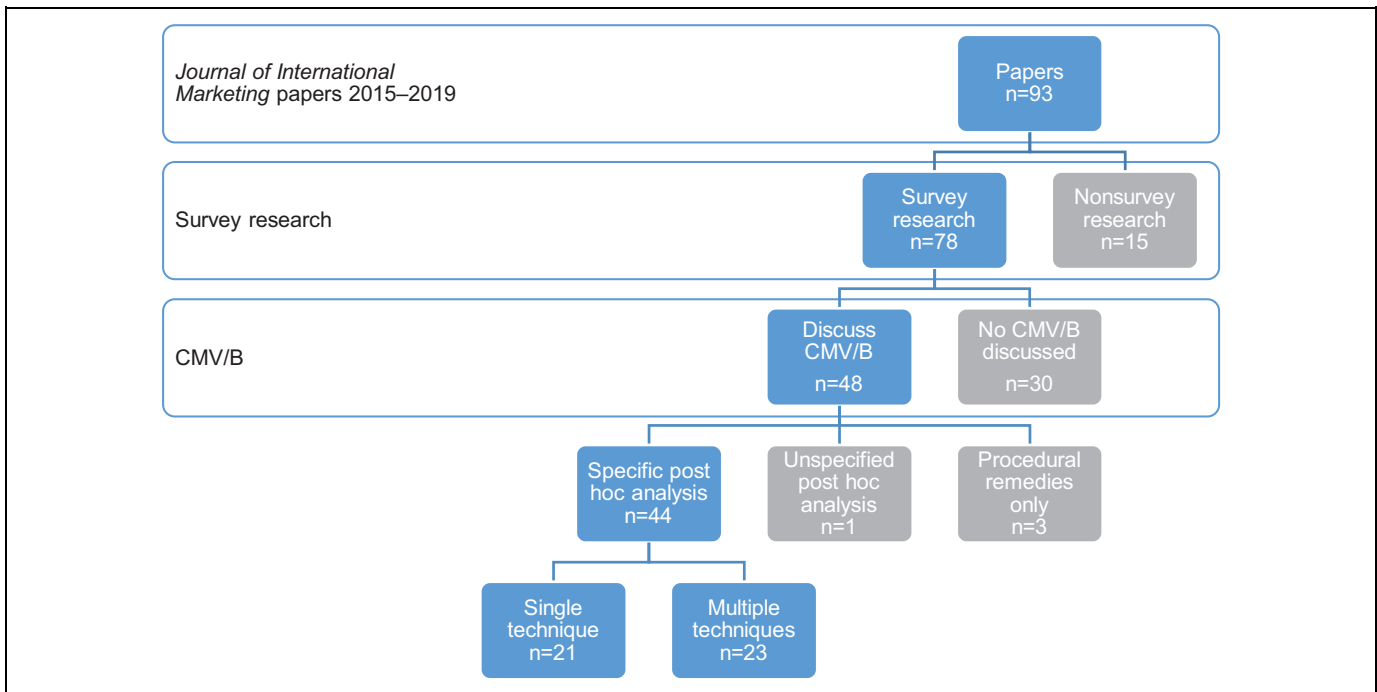 Journal of International
Marketing papers 2015–2019
Papers
n=93
Survey research
Survey
research
n=78
Nonsurvey
research
n=15
CMV/B
Discuss
CMV/B
n=48
No CMV/B
discussed
n=30
Specific post
hoc analysis
n=44
Unspecified
post hoc
analysis
n=1
Procedural
remedies
only
n=3
Single
technique
n=21
Multiple
techniques
n=23